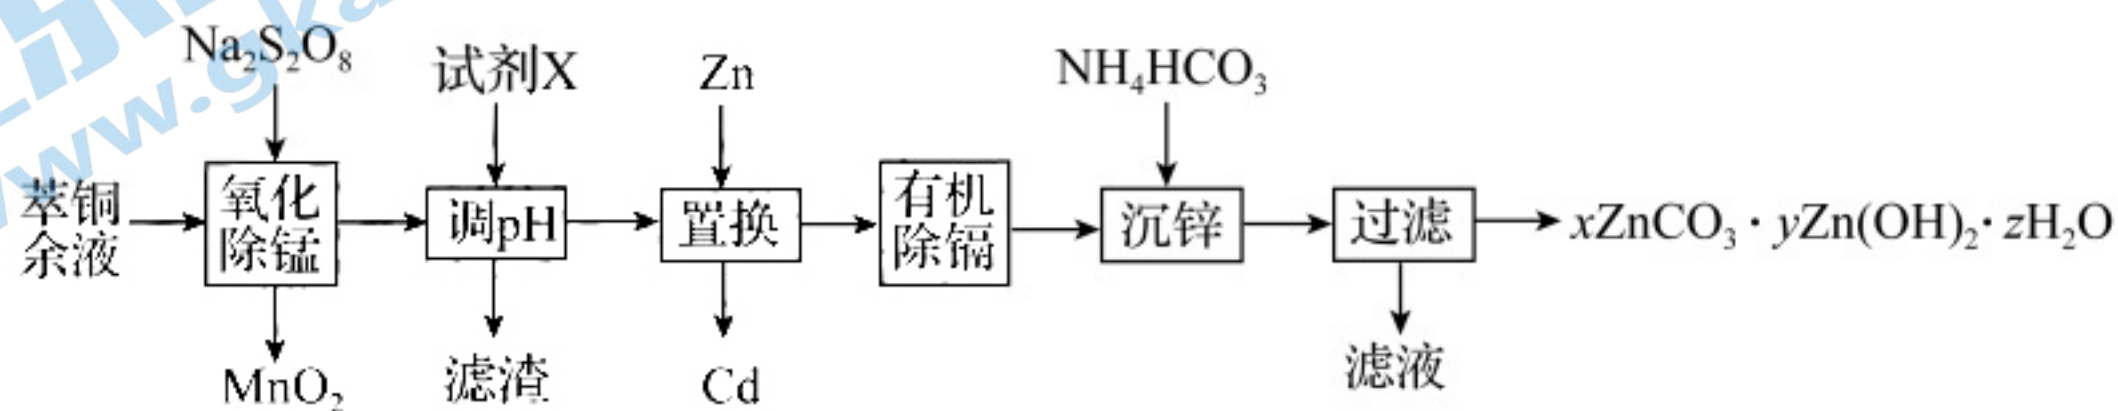 Na₂S₂O₈
试剂X
Zn
NH₄HCO₃
萃铜
余液
氧化
除锰
调pH
置换
有机
除镉
沉锌
过滤
xZnCO₃·yZn(OH)₂·zH₂O
MnO₂
滤渣
Cd
滤液
www.gka